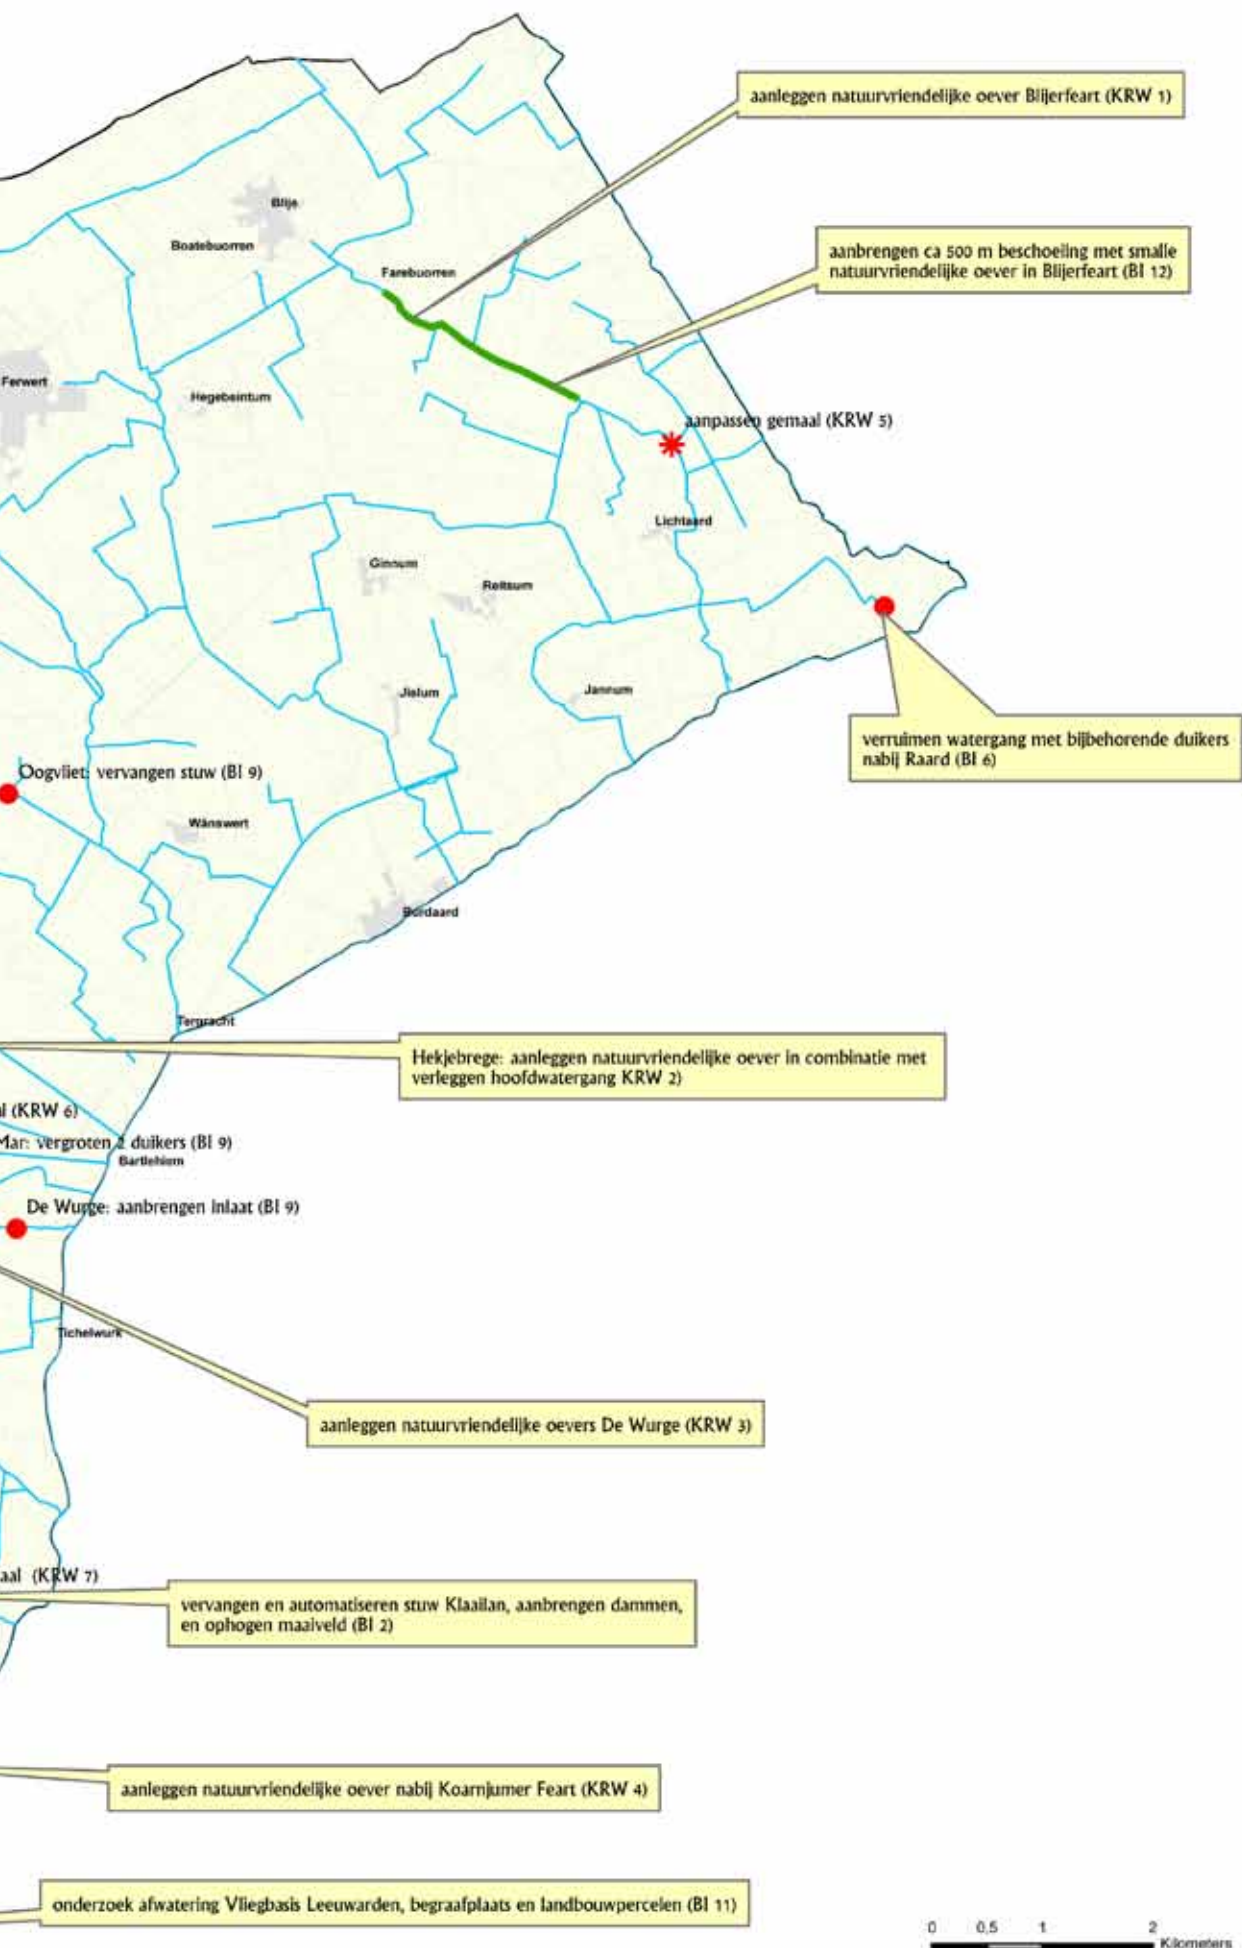 aanleggen natuurvriendelijke oever Blijerfeart (KRW 1)
Blije
Boatebuorren
aanbrengen ca 500 m beschoeiing met smalle
natuurvriendelijke oever in Blijerfeart (BI 12)
Farebuorren
Ferwert
Hegebeintum
aanpassen gemaal (KRW 5)
Lichtaard
Ginnum
Reitsum
Jislum
Jannum
verruimen watergang met bijbehorende duikers
nabij Raard (BI 6)
Oogvliet: vervangen stuw (BI 9)
Wânswert
Burdaard
Tergracht
Hekjebrege: aanleggen natuurvriendelijke oever in combinatie met
verleggen hoofdwatergang KRW 2)
(KRW 6)
Mar: vergroten 2 duikers (BI 9)
Bartlehiem
De Wurge: aanbrengen inlaat (BI 9)
Tichelwurk
aanleggen natuurvriendelijke oevers De Wurge (KRW 3)
aal (KRW 7)
vervangen en automatiseren stuw Klaailan, aanbrengen dammen,
en ophogen maaiveld (BI 2)
aanleggen natuurvriendelijke oever nabij Koarnjumer Feart (KRW 4)
onderzoek afwatering Vliegbasis Leeuwarden, begraafplaats en landbouwpercelen (BI 11)
0 0,5 1 2
Kilometers